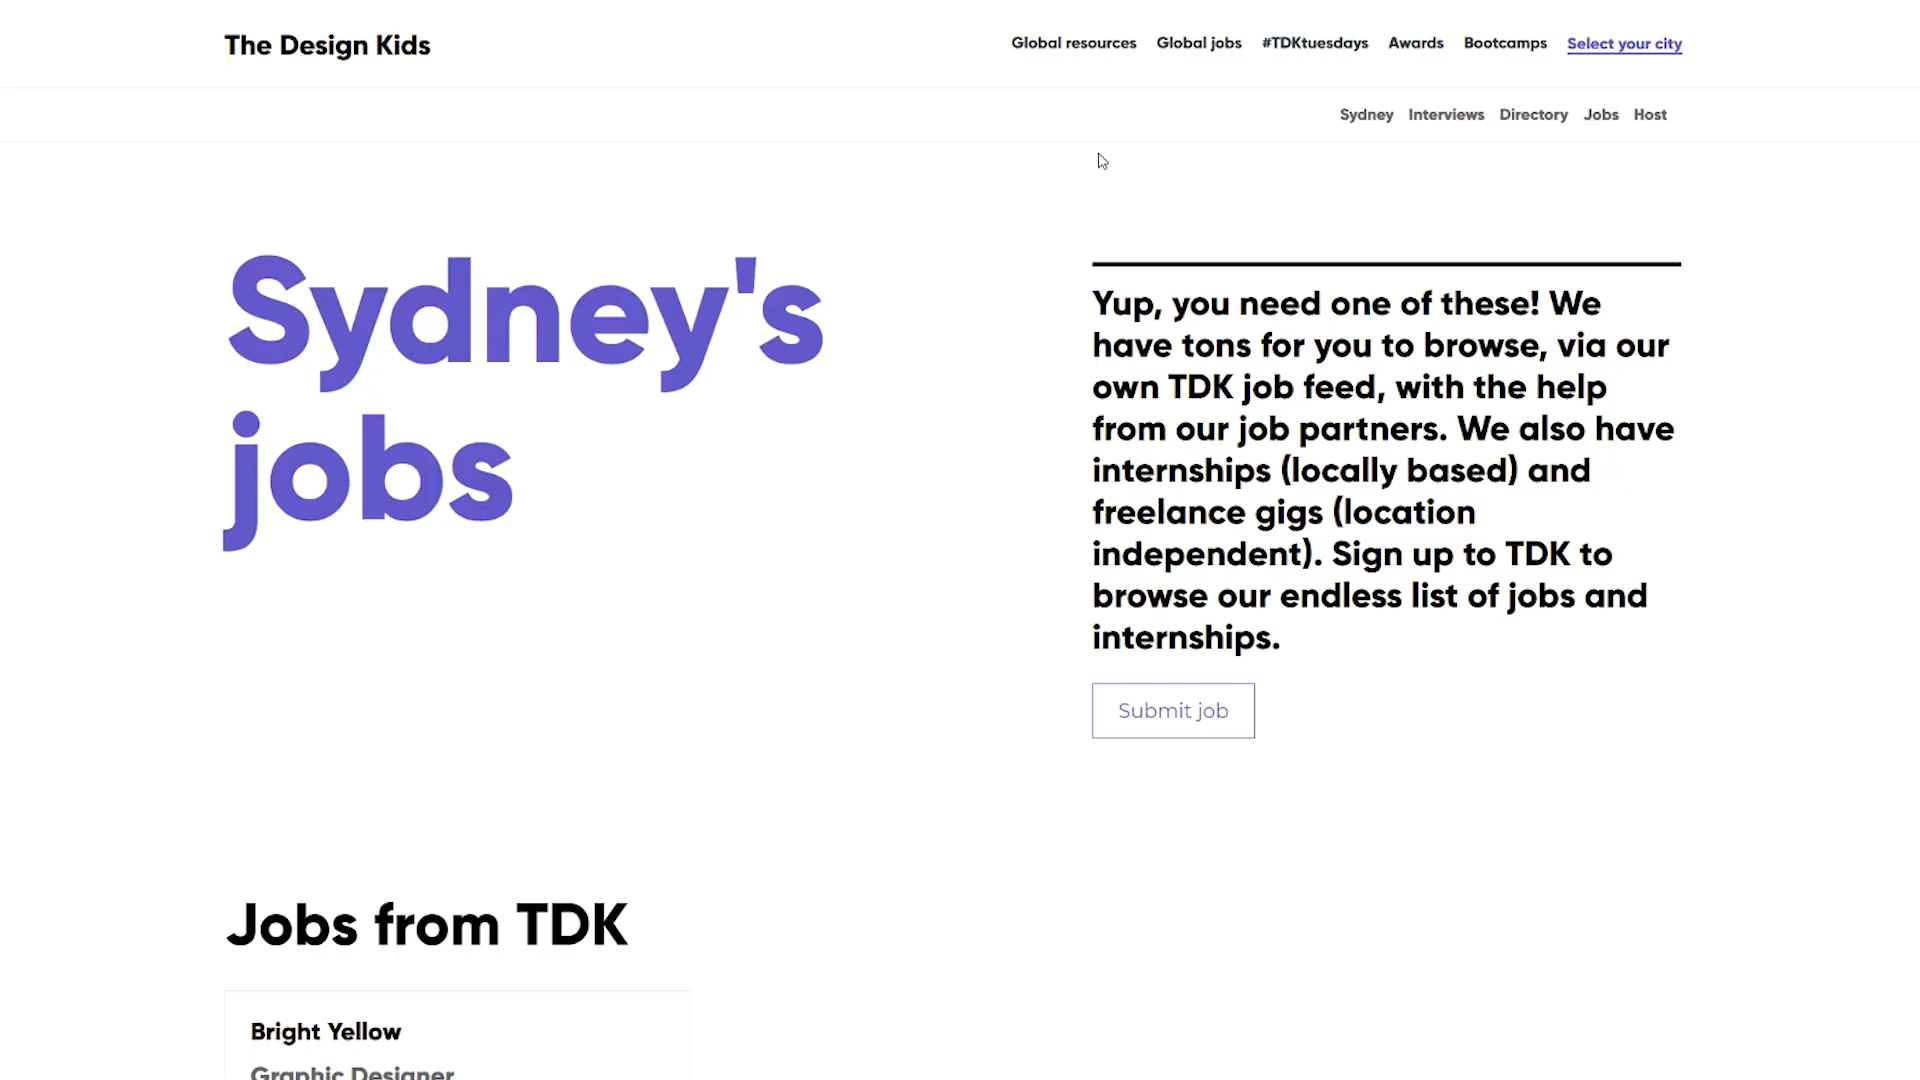 The Design Kids
Global resources Global jobs #TDKtuesdays Awards Bootcamps Select your city
Sydney Interviews Directory Jobs Host
Sydney's
jobs
Yup, you need one of these! We
have tons for you to browse, via our
own TDK job feed, with the help
from our job partners. We also have
internships (locally based) and
freelance gigs (location
independent). Sign up to TDK to
browse our endless list of jobs and
internships.
Submit job
Jobs from TDK
Bright Yellow
Graphic Designer